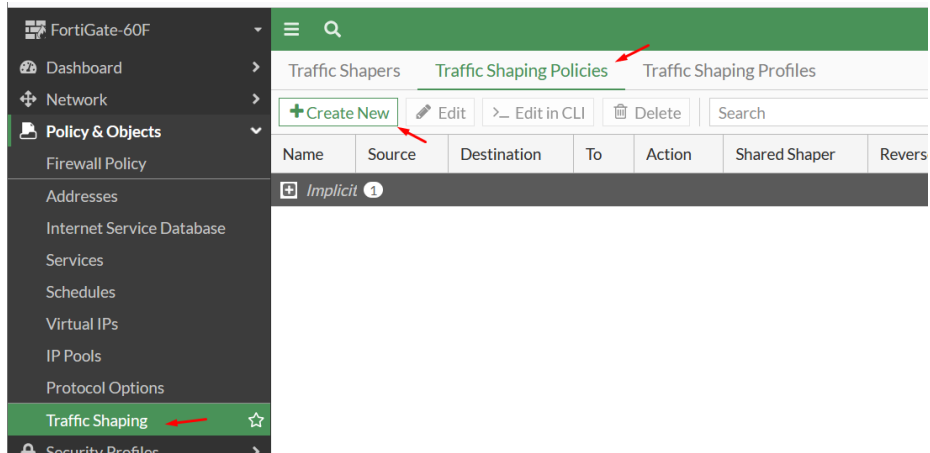 FortiGate-60F
Dashboard
Network
Policy & Objects
Firewall Policy
Addresses
Internet Service Database
Services
Schedules
Virtual IPs
IP Pools
Protocol Options
Traffic Shaping
Security Profiles
Traffic Shapers Traffic Shaping Policies Traffic Shaping Profiles
+Create New Edit >_ Edit in CLI Delete Search
Name Source Destination To Action Shared Shaper Revers
Implicit 1